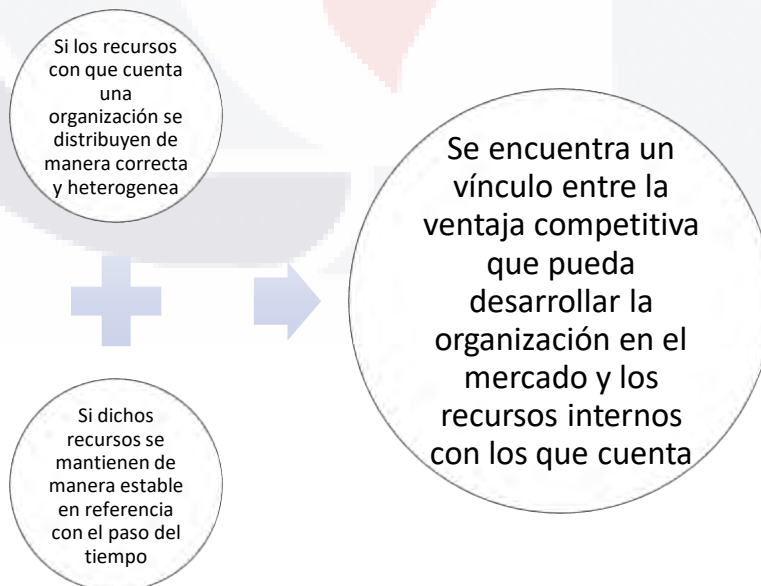 Si los recursos
con que cuenta
una
organización se
distribuyen de
manera correcta
y heterogenea
Si dichos
recursos se
mantienen de
manera estable
en referencia
con el paso del
tiempo
Se encuentra un
vínculo entre la
ventaja competitiva
que pueda
desarrollar la
organización en el
mercado y los
recursos internos
con los que cuenta